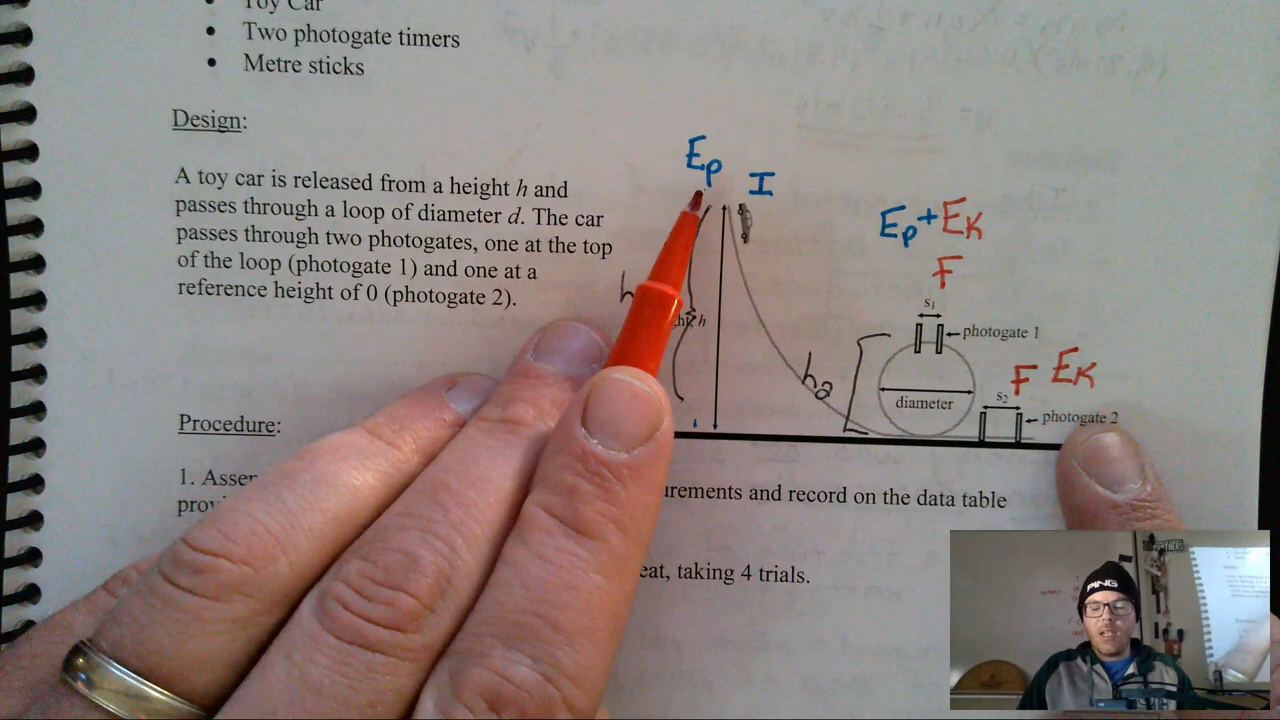 Toy Car
• Two photogate timers
• Metre sticks
Design:
A toy car is released from a height h and
passes through a loop of diameter d. The car
passes through two photogates, one at the top
of the loop (photogate 1) and one at a
reference height of 0 (photogate 2).
Ep I
Ep + EK
F
s1
photogate 1
h
h
h2
diameter
F EK
s2
photogate 2
Procedure:
1.
urements and record on the data table
eat, taking 4 trials.
PING